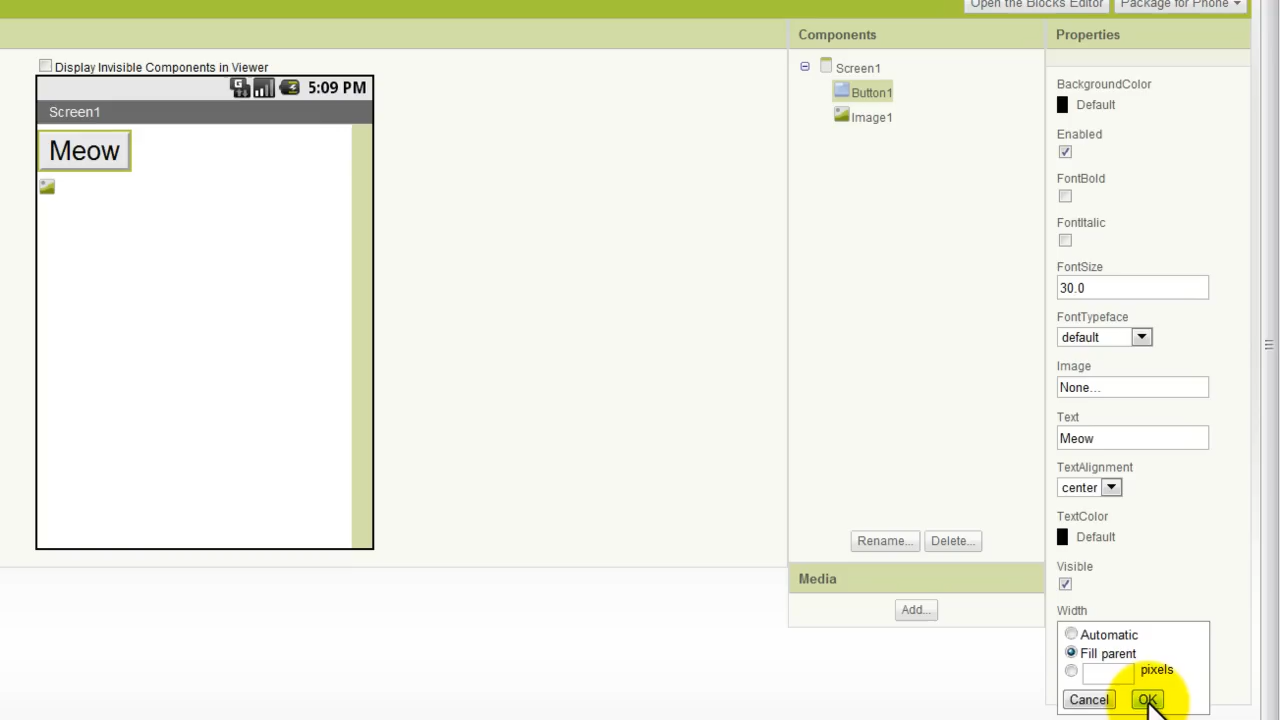 Open the Blocks Editor
Package for Phone
Components
Properties
Display Invisible Components in Viewer
5:09 PM
Screen1
Meow
Screen1
Button1
Image1
Rename...
Delete...
Media
Add...
BackgroundColor
Default
Enabled
FontBold
FontItalic
FontSize
30.0
FontTypeface
default
Image
None...
Text
Meow
TextAlignment
center
TextColor
Default
Visible
Width
Automatic
Fill parent
pixels
Cancel
OK